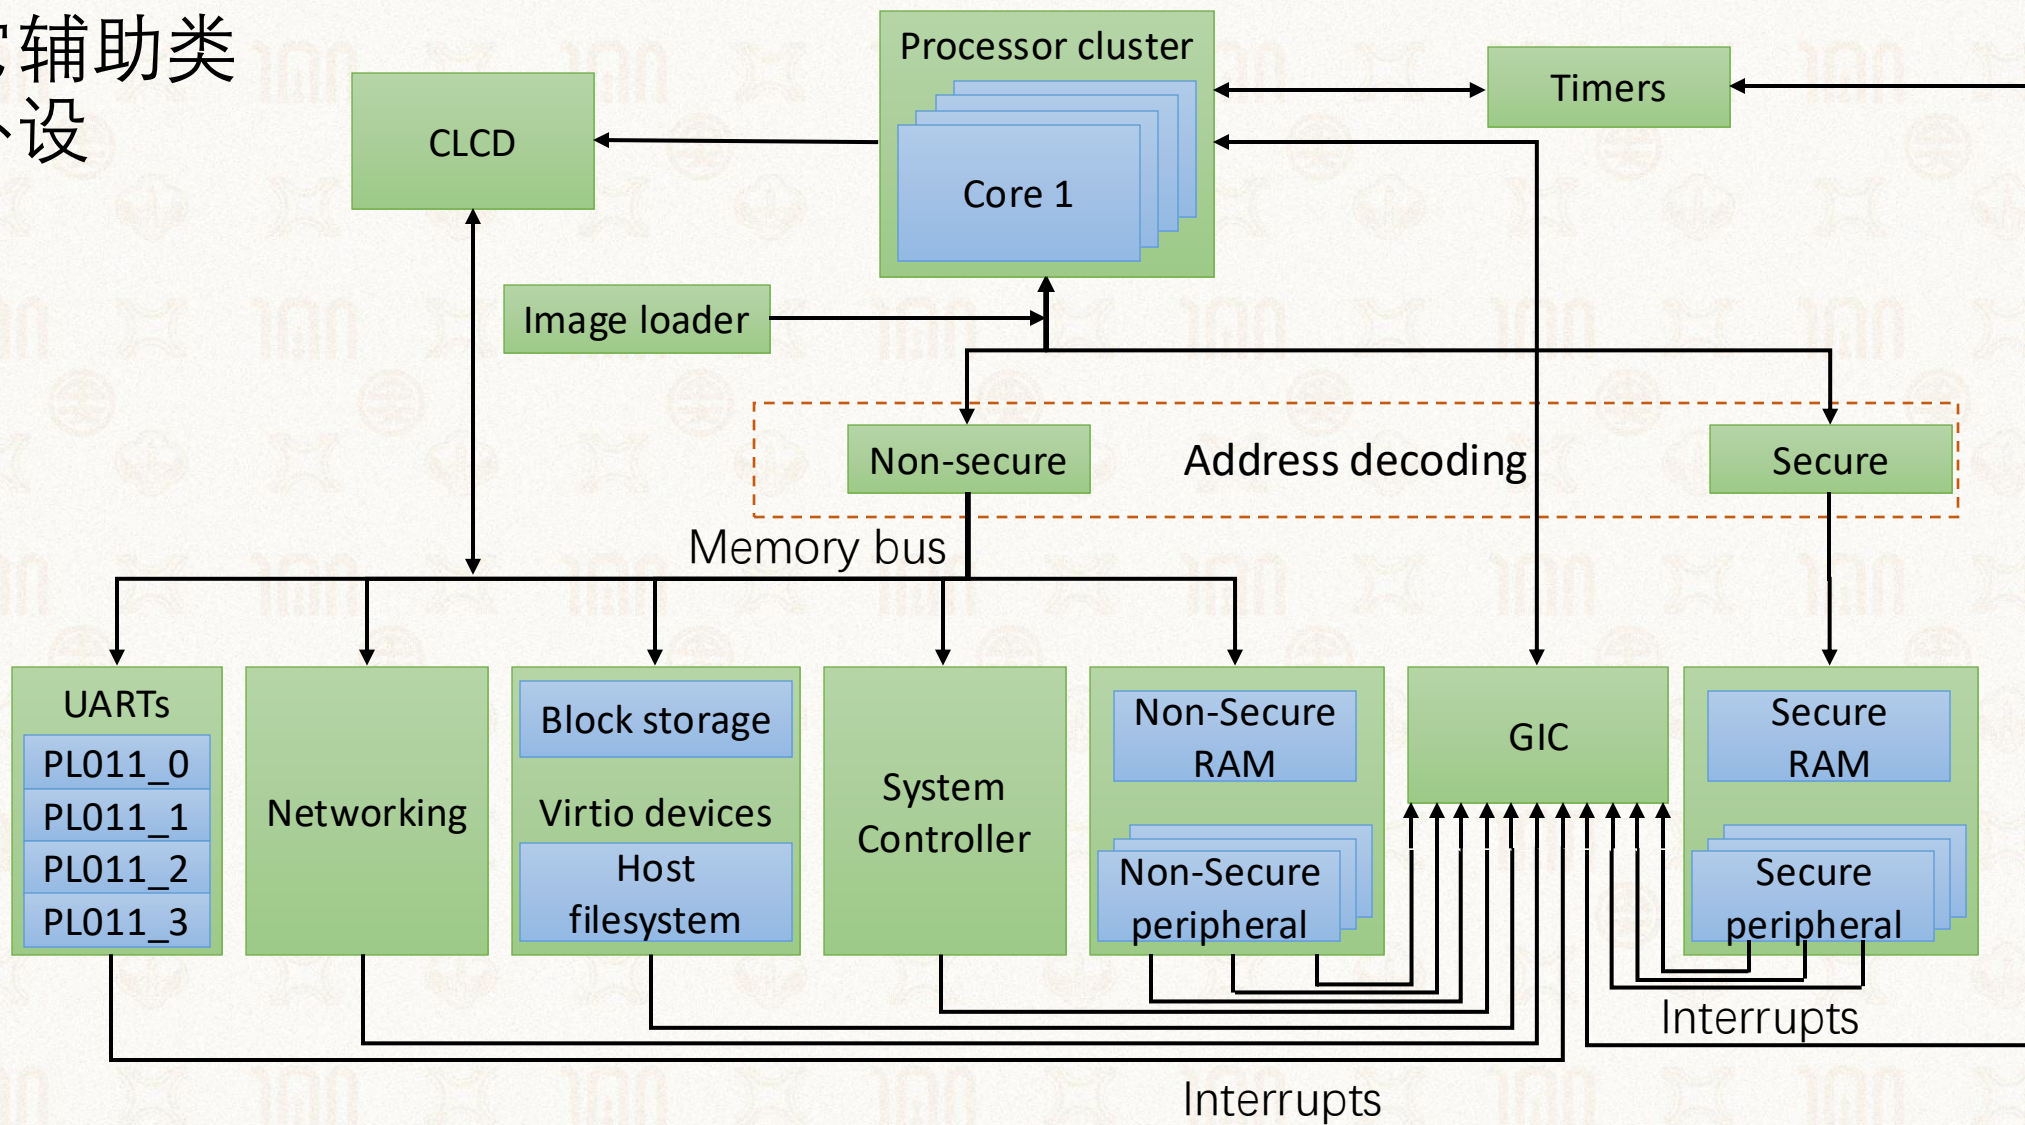 辅助类
设
Processor cluster
Core 1
CLCD
Timers
Image loader
Non-secure
Address decoding
Secure
Memory bus
UARTs
PL011_0
PL011_1
PL011_2
PL011_3
Networking
Block storage
Virtio devices
Host
filesystem
System
Controller
Non-Secure
RAM
Non-Secure
peripheral
GIC
Secure
RAM
Secure
peripheral
Interrupts
Interrupts